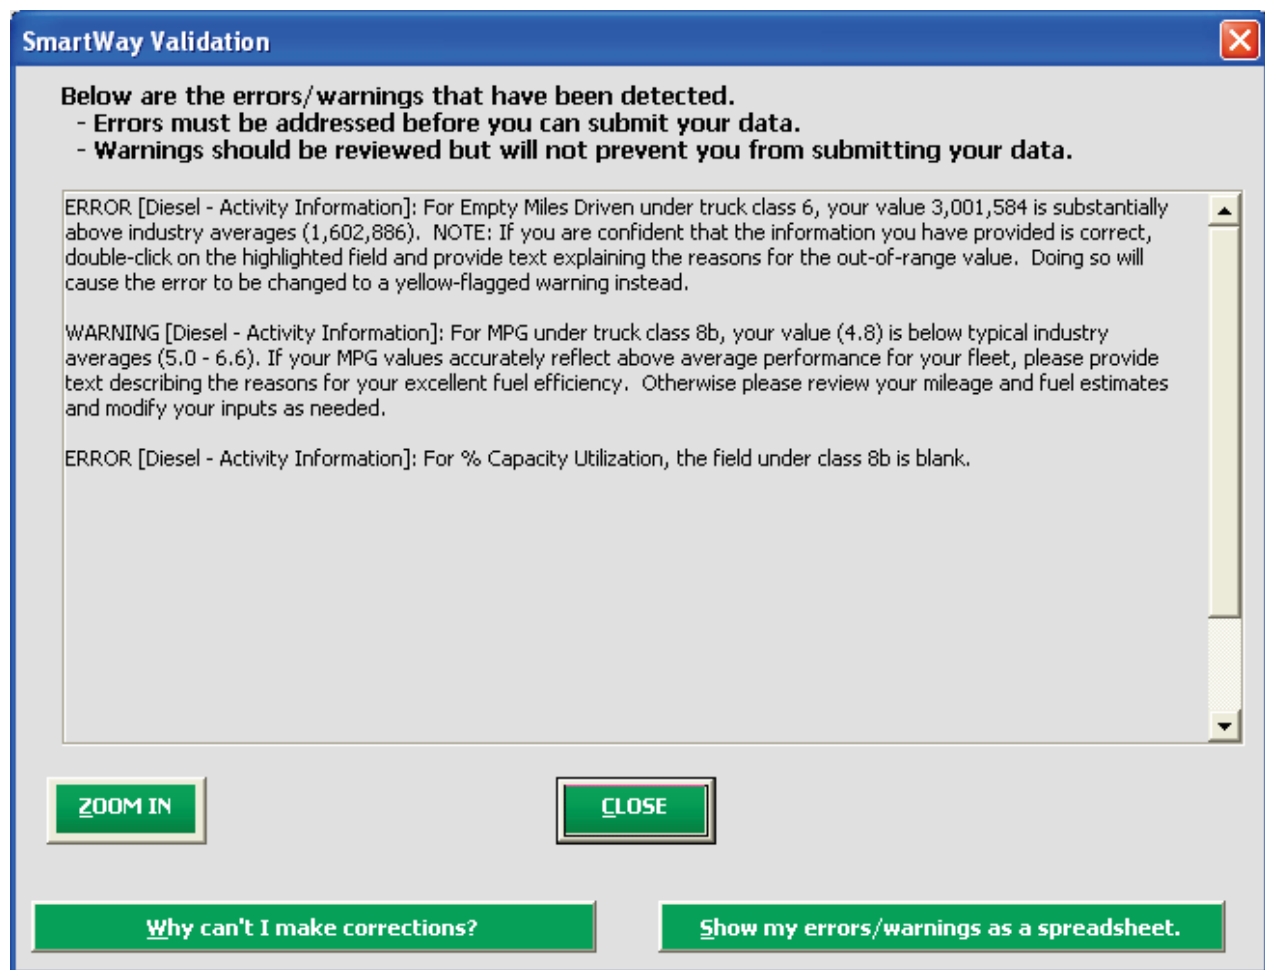 SmartWay Validation
Below are the errors/warnings that have been detected.
- Errors must be addressed before you can submit your data.
- Warnings should be reviewed but will not prevent you from submitting your data.
ERROR [Diesel - Activity Information]: For Empty Miles Driven under truck class 6, your value 3,001,584 is substantially
above industry averages (1,602,886).  NOTE: If you are confident that the information you have provided is correct,
double-click on the highlighted field and provide text explaining the reasons for the out-of-range value.  Doing so will
cause the error to be changed to a yellow-flagged warning instead.
WARNING [Diesel - Activity Information]: For MPG under truck class 8b, your value (4.8) is below typical industry
averages (5.0 - 6.6). If your MPG values accurately reflect above average performance for your fleet, please provide
text describing the reasons for your excellent fuel efficiency.  Otherwise please review your mileage and fuel estimates
and modify your inputs as needed.
ERROR [Diesel - Activity Information]: For % Capacity Utilization, the field under class 8b is blank.
ZOOM IN
CLOSE
Why can't I make corrections?
Show my errors/warnings as a spreadsheet.